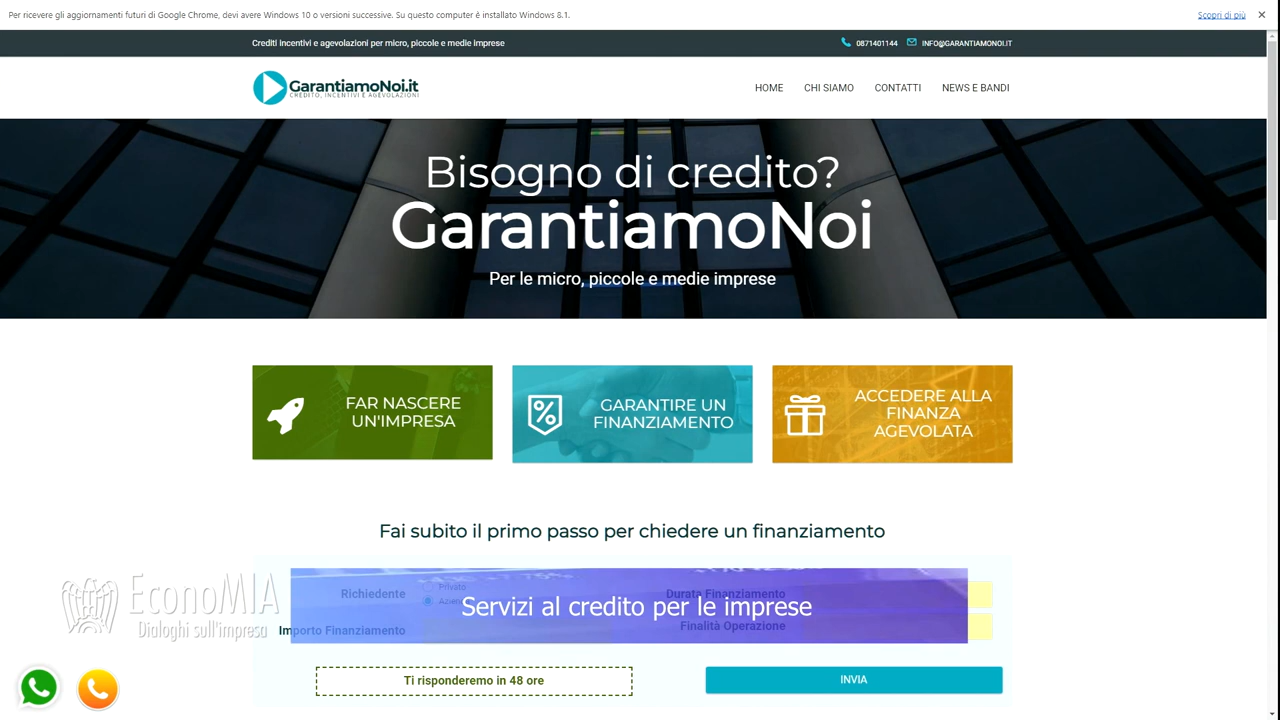 Per ricevere gli aggiornamenti futuri di Google Chrome, devi avere Windows 10 o versioni successive. Su questo computer è installato Windows 8.1.
Scopri di più
Crediti incentivi e agevolazioni per micro, piccole e medie imprese
0871401144
INFO@GARANTIAMONOI.IT
GarantiamoNoi.it
CREDITO, INCENTIVI E AGEVOLAZIONI
HOME
CHI SIAMO
CONTATTI
NEWS E BANDI
Bisogno di credito?
GarantiamoNoi
Per le micro, piccole e medie imprese
FAR NASCERE
UN'IMPRESA
GARANTIRE UN
FINANZIAMENTO
ACCEDERE ALLA
FINANZA
AGEVOLATA
Fai subito il primo passo per chiedere un finanziamento
Richiedente
Privato
Durata Finanziamento
Servizi al credito per le imprese
Importo Finanziamento
Finalità Operazione
EconoMIA
Dialoghi sull'impresa
Ti risponderemo in 48 ore
INVIA